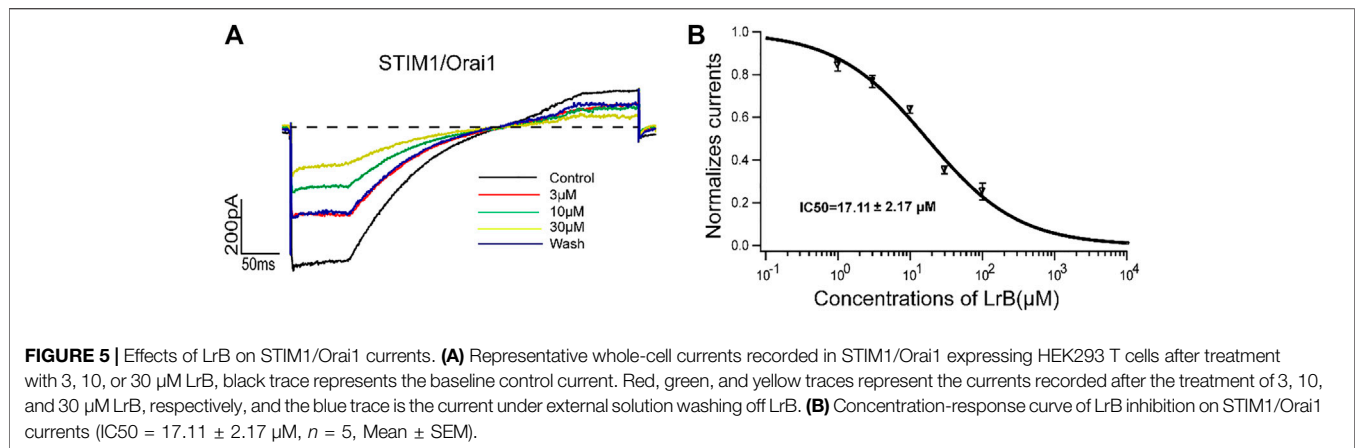 A
STIM1/Orai1
Control
3µM
10µM
30µM
Wash
200pA
50ms
B
Normalizes currents
1.0
0.8
0.6
0.4
0.2
0.0
IC50=17.11 ± 2.17 µM
10-1
100
101
102
103
104
Concentrations of LrB(µM)
FIGURE 5 | Effects of LrB on STIM1/Orai1 currents. (A) Representative whole-cell currents recorded in STIM1/Orai1 expressing HEK293 T cells after treatment
with 3, 10, or 30 µM LrB, black trace represents the baseline control current. Red, green, and yellow traces represent the currents recorded after the treatment of 3, 10,
and 30 µM LrB, respectively, and the blue trace is the current under external solution washing off LrB. (B) Concentration-response curve of LrB inhibition on STIM1/Orai1
currents (IC50 = 17.11 ± 2.17 µM, n = 5, Mean ± SEM).